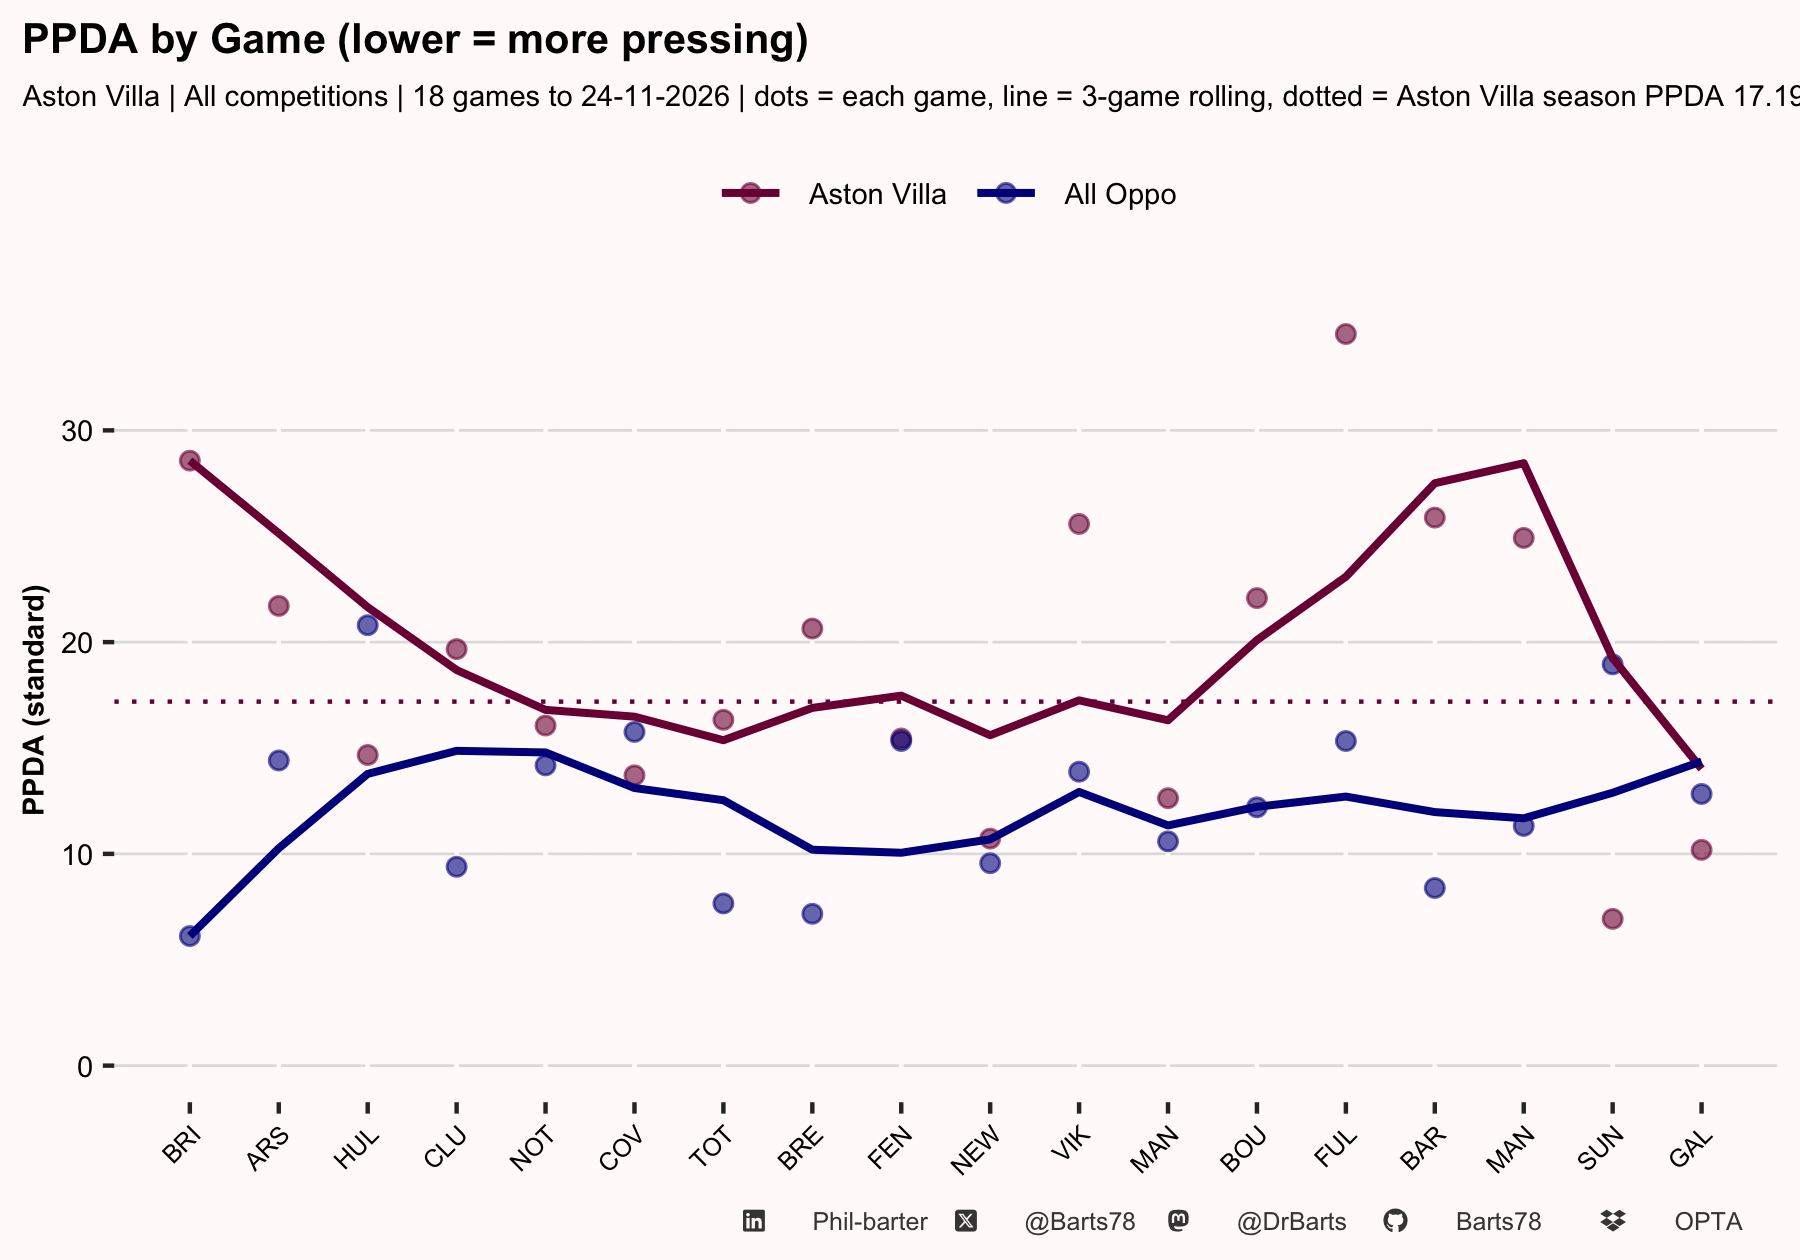 PPDA by Game (lower = more pressing)
Aston Villa | All competitions | 18 games to 24-11-2026 | dots = each game, line = 3-game rolling, dotted = Aston Villa season PPDA 17.19
Aston Villa All Oppo
PPDA (standard)
30
20
10
0
BRI ARS HUL CLU NOT COV TOT BRE FEN NEW VIK MAN BOU FUL BAR MAN SUN GAL
Phil-barter @Barts78 @DrBarts Barts78 OPTA